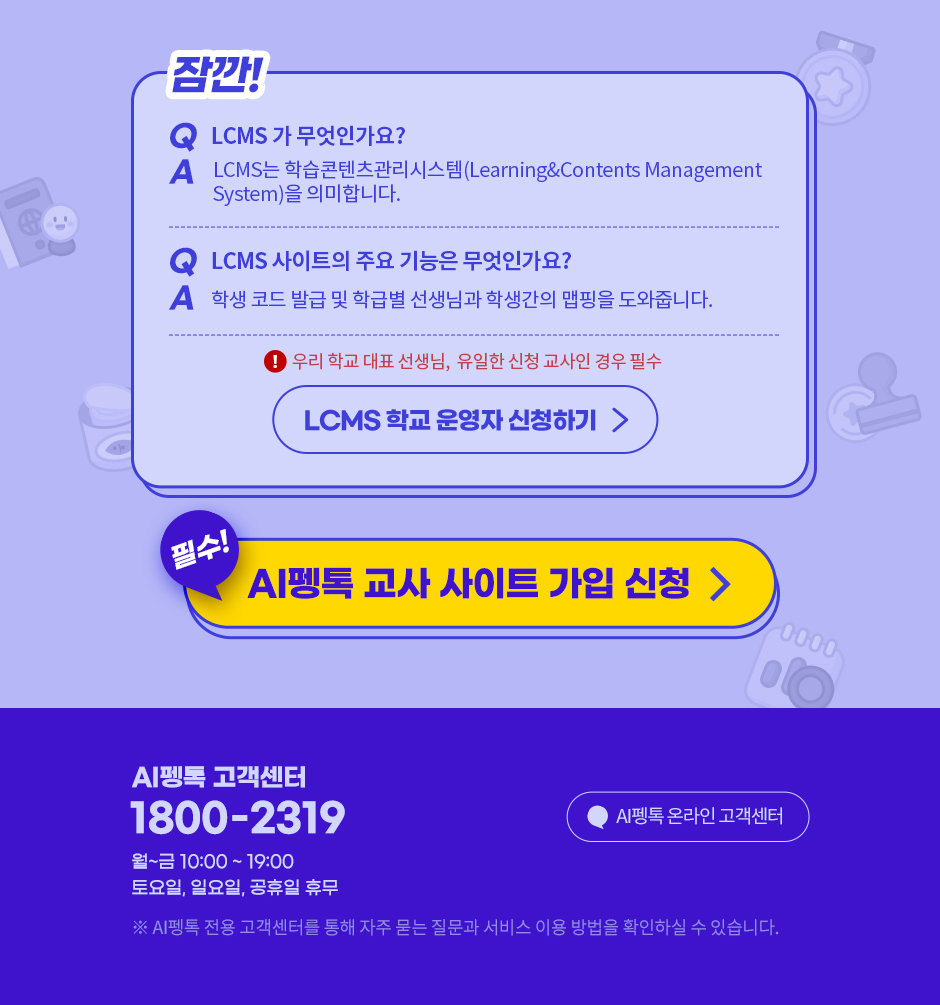 잠깐!
Q LCMS 가 무엇인가요?
A LCMS는 학습콘텐츠관리시스템(Learning&Contents Management
System)을 의미합니다.
Q LCMS 사이트의 주요 기능은 무엇인가요?
A 학생 코드 발급 및 학급별 선생님과 학생간의 맵핑을 도와줍니다.
! 우리 학교 대표 선생님, 유일한 신청 교사인 경우 필수
LCMS 학교 운영자 신청하기 >
필수!
AI펭톡 교사 사이트 가입 신청 >
AI펭톡 고객센터
1800-2319
월~금 10:00 ~ 19:00
토요일, 일요일, 공휴일 휴무
AI펭톡 온라인 고객센터
※ AI펭톡 전용 고객센터를 통해 자주 묻는 질문과 서비스 이용 방법을 확인하실 수 있습니다.